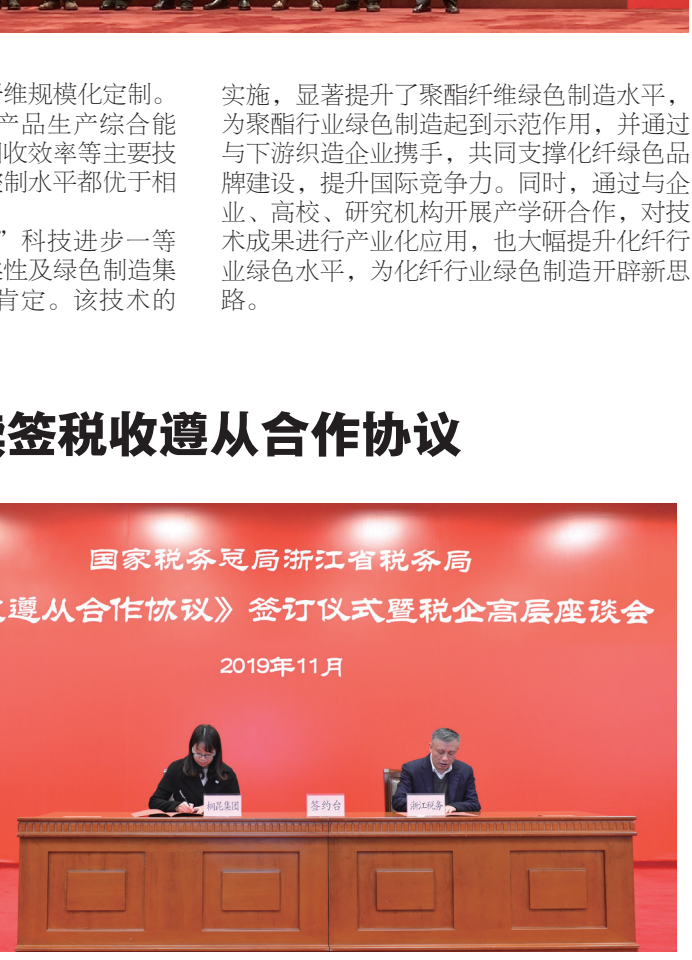 纤维规模化定制。
产品生产综合能
回收效率等主要技
控制水平都优于相
”科技进步一等
性及绿色制造集
肯定。该技术的
实施，显著提升了聚酯纤维绿色制造水平，
为聚酯行业绿色制造起到示范作用，并通过
与下游织造企业携手，共同支撑化纤绿色品
牌建设，提升国际竞争力。同时，通过与企
业、高校、研究机构开展产学研合作，对技
术成果进行产业化应用，也大幅提升化纤行
业绿色水平，为化纤行业绿色制造开辟新思
路。
签税收遵从合作协议
国家税务总局浙江省税务局
遵从合作协议》签订仪式暨税企高层座谈会
2019年11月
桐昆集团
签约台
浙江税务